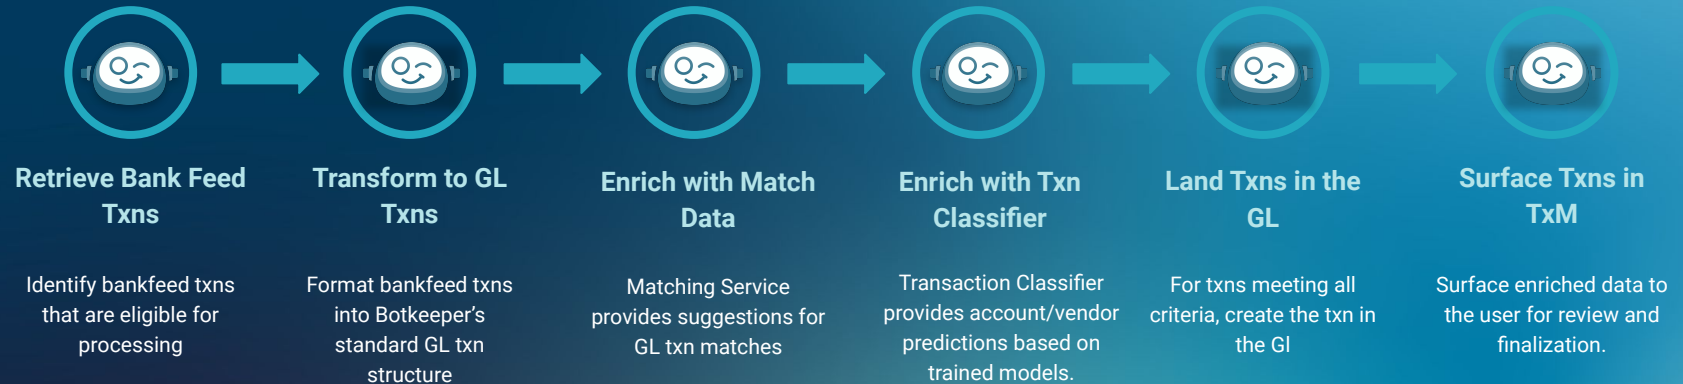 Retrieve Bank Feed
Txns
Identify bankfeed txns
that are eligible for
processing
Transform to GL
Txns
Format bankfeed txns
into Botkeeper's
standard GL txn
structure
Enrich with Match
Data
Matching Service
provides suggestions for
GL txn matches
Enrich with Txn
Classifier
Transaction Classifier
provides account/vendor
predictions based on
trained models.
Land Txns in the
GL
For txns meeting all
criteria, create the txn in
the Gl
Surface Txns in
TxM
Surface enriched data to
the user for review and
finalization.